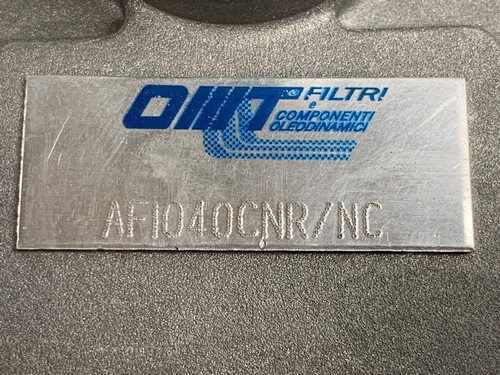 OMT FILTRI
e
COMPONENTI
OLEODINAMICI
AFI040CNR/NC